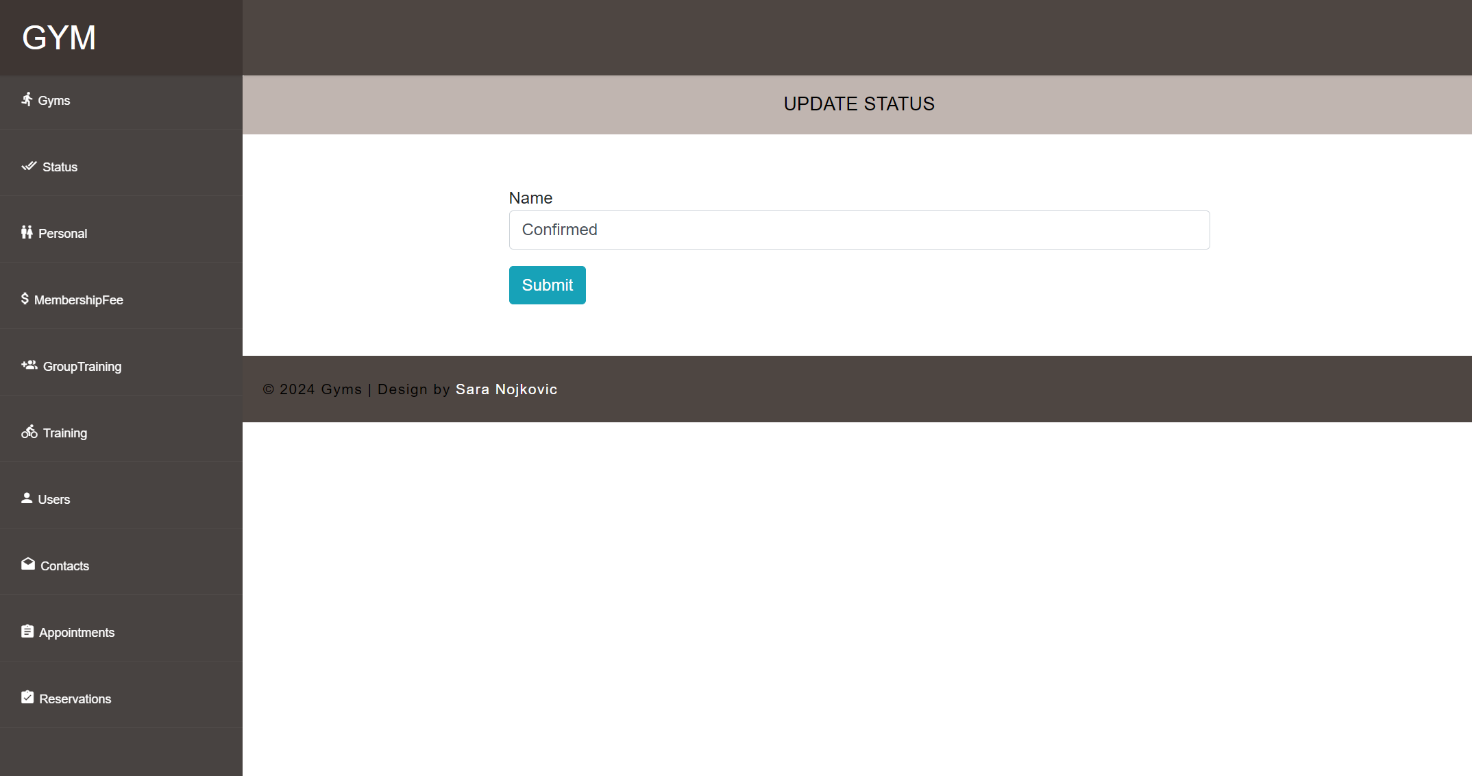 GYM
Gyms
Status
Personal
MembershipFee
GroupTraining
Training
Users
Contacts
Appointments
Reservations
UPDATE STATUS
Name
Confirmed
Submit
© 2024 Gyms | Design by Sara Nojkovic